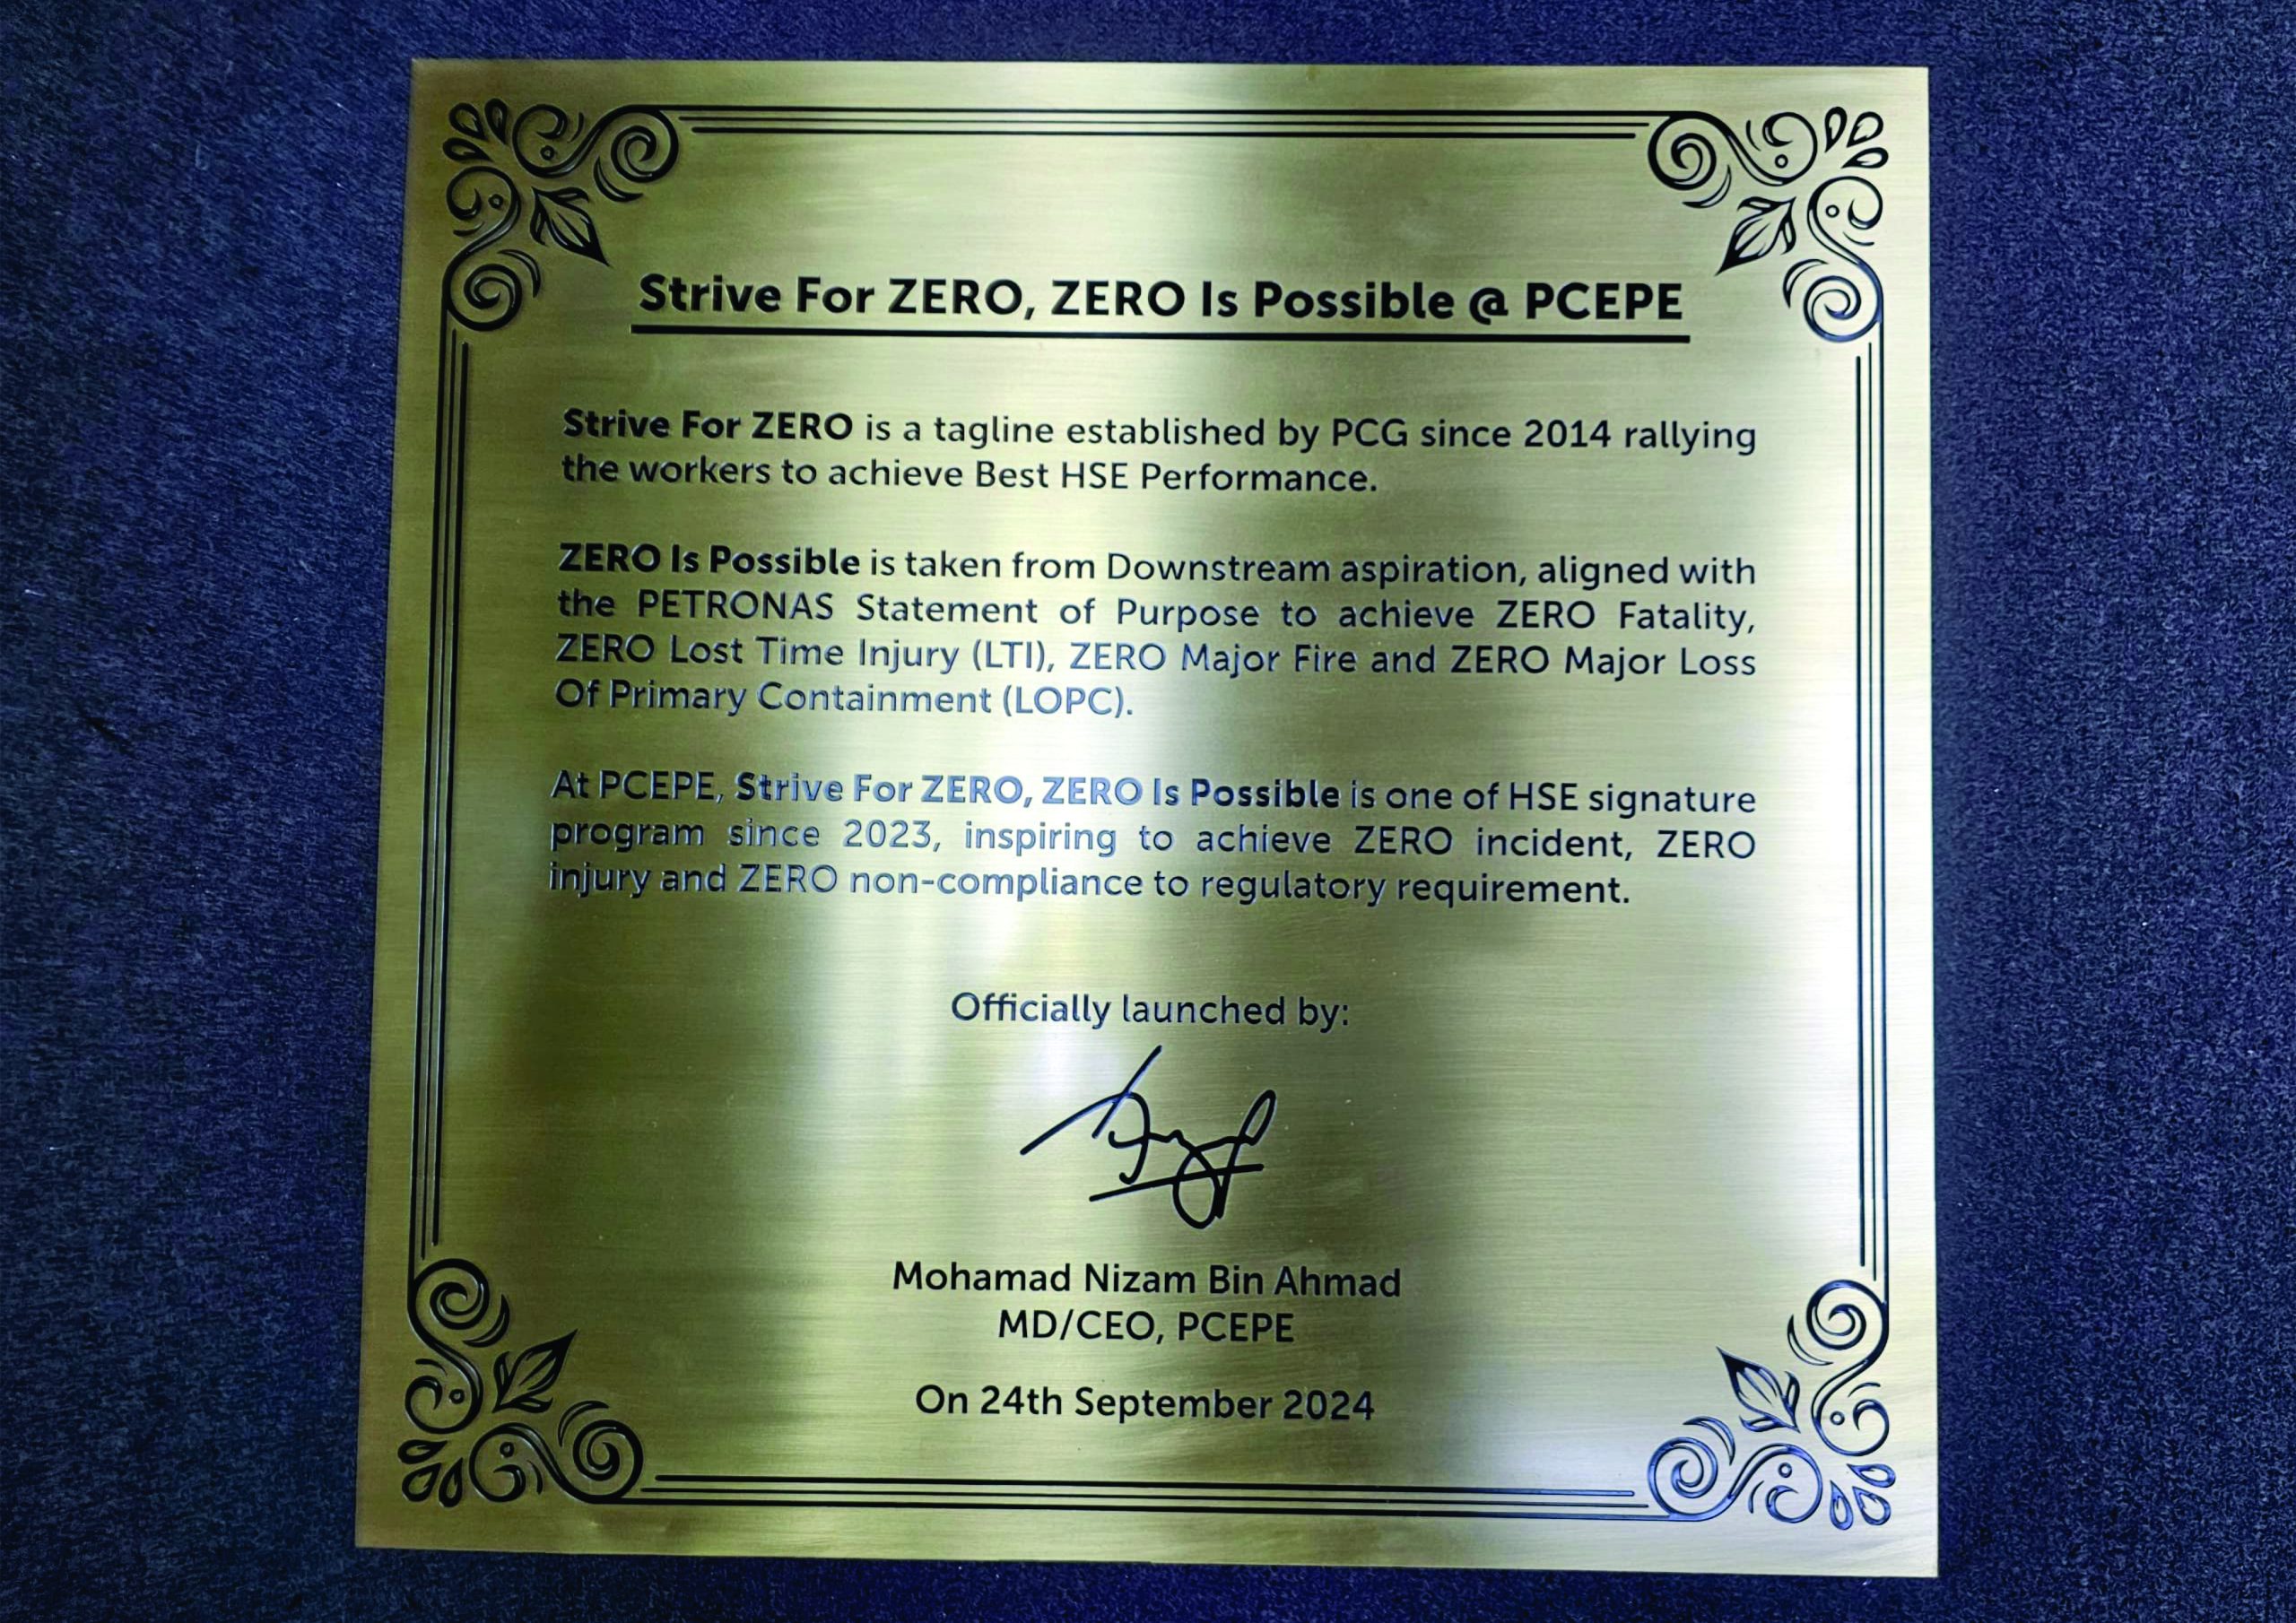 Strive For ZERO, ZERO Is Possible @ PCEPE
Strive For ZERO is a tagline established by PCG since 2014 rallying
the workers to achieve Best HSE Performance.
ZERO Is Possible is taken from Downstream aspiration, aligned with
the PETRONAS Statement of Purpose to achieve ZERO Fatality,
ZERO Lost Time Injury (LTI), ZERO Major Fire and ZERO Major Loss
Of Primary Containment (LOPC).
At PCEPE, Strive For ZERO, ZERO Is Possible is one of HSE signature
program since 2023, inspiring to achieve ZERO incident, ZERO
injury and ZERO non-compliance to regulatory requirement.
Officially launched by:
Mohamad Nizam Bin Ahmad
MD/CEO, PCEPE
On 24th September 2024